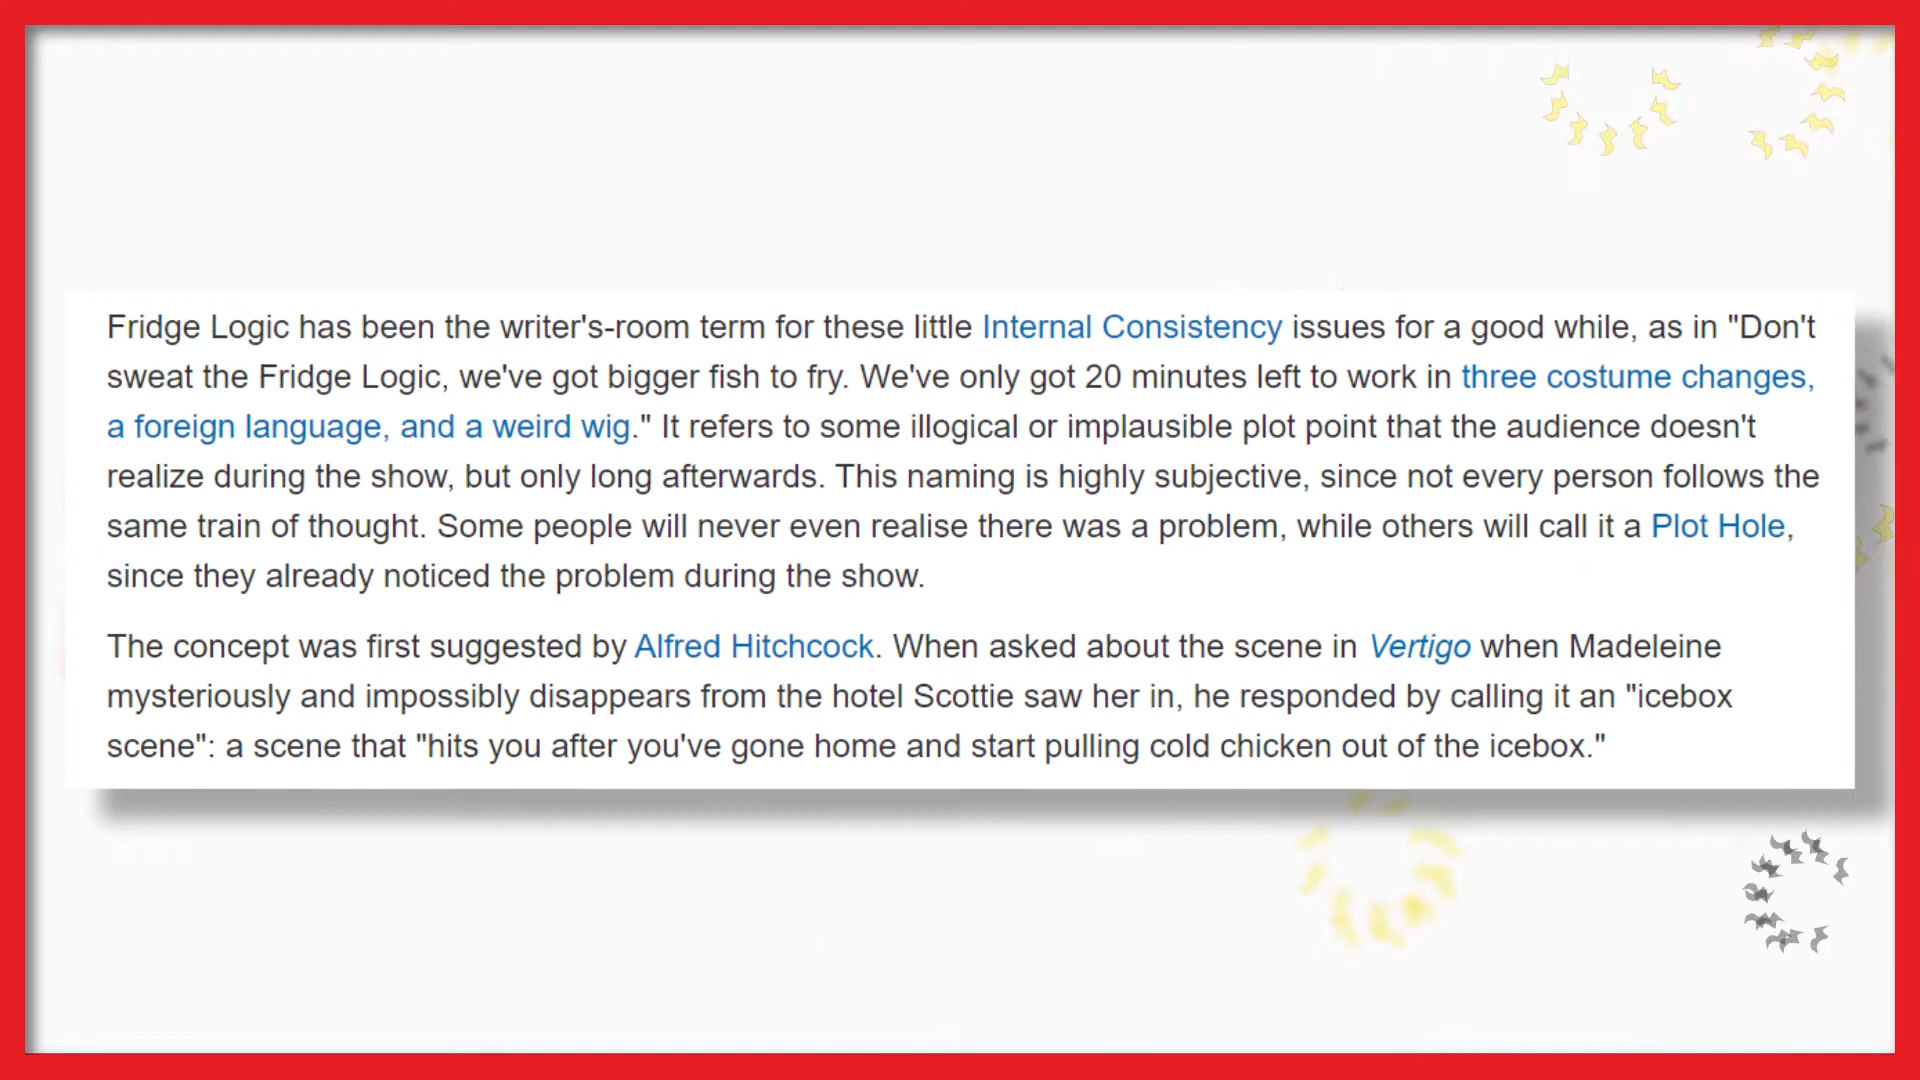 Fridge Logic has been the writer's-room term for these little Internal Consistency issues for a good while, as in "Don't
sweat the Fridge Logic, we've got bigger fish to fry. We've only got 20 minutes left to work in three costume changes,
a foreign language, and a weird wig." It refers to some illogical or implausible plot point that the audience doesn't
realize during the show, but only long afterwards. This naming is highly subjective, since not every person follows the
same train of thought. Some people will never even realise there was a problem, while others will call it a Plot Hole,
since they already noticed the problem during the show.
The concept was first suggested by Alfred Hitchcock. When asked about the scene in Vertigo when Madeleine
mysteriously and impossibly disappears from the hotel Scottie saw her in, he responded by calling it an "icebox
scene": a scene that "hits you after you've gone home and start pulling cold chicken out of the icebox."